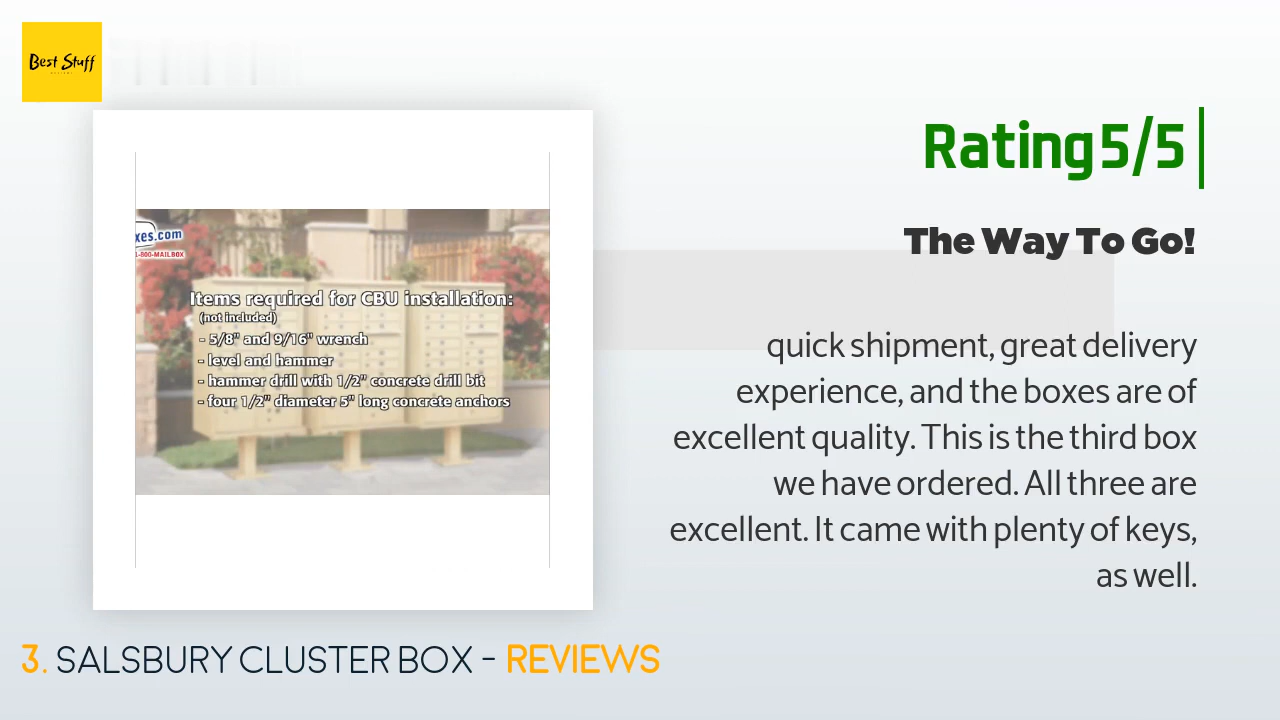 Best Stuff
Rating 5/5
The Way To Go!
xes.com
1-800-MAILBOX
Items required for CBU installation:
(not included)
- 5/8" and 9/16" wrench
- level and hammer
- hammer drill with 1/2" concrete drill bit
- four 1/2" diameter 5" long concrete anchors
quick shipment, great delivery
experience, and the boxes are of
excellent quality. This is the third box
we have ordered. All three are
excellent. It came with plenty of keys,
as well.
3. SALSBURY CLUSTER BOX - REVIEWS